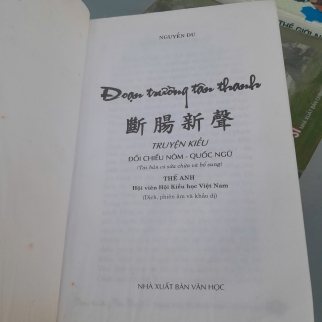 NGUYỄN DU
Đoạn trường tân thanh
斷腸新聲
TRUYỆN KIỀU
ĐỐI CHIẾU NÔM - QUỐC NGỮ
(Tái bản có sửa chữa và bổ sung)
THẾ ANH
Hội viên Hội Kiều học Việt Nam
(Dịch, phiên âm và khảo dị)
NHÀ XUẤT BẢN VĂN HỌC
THẾ GIỚI